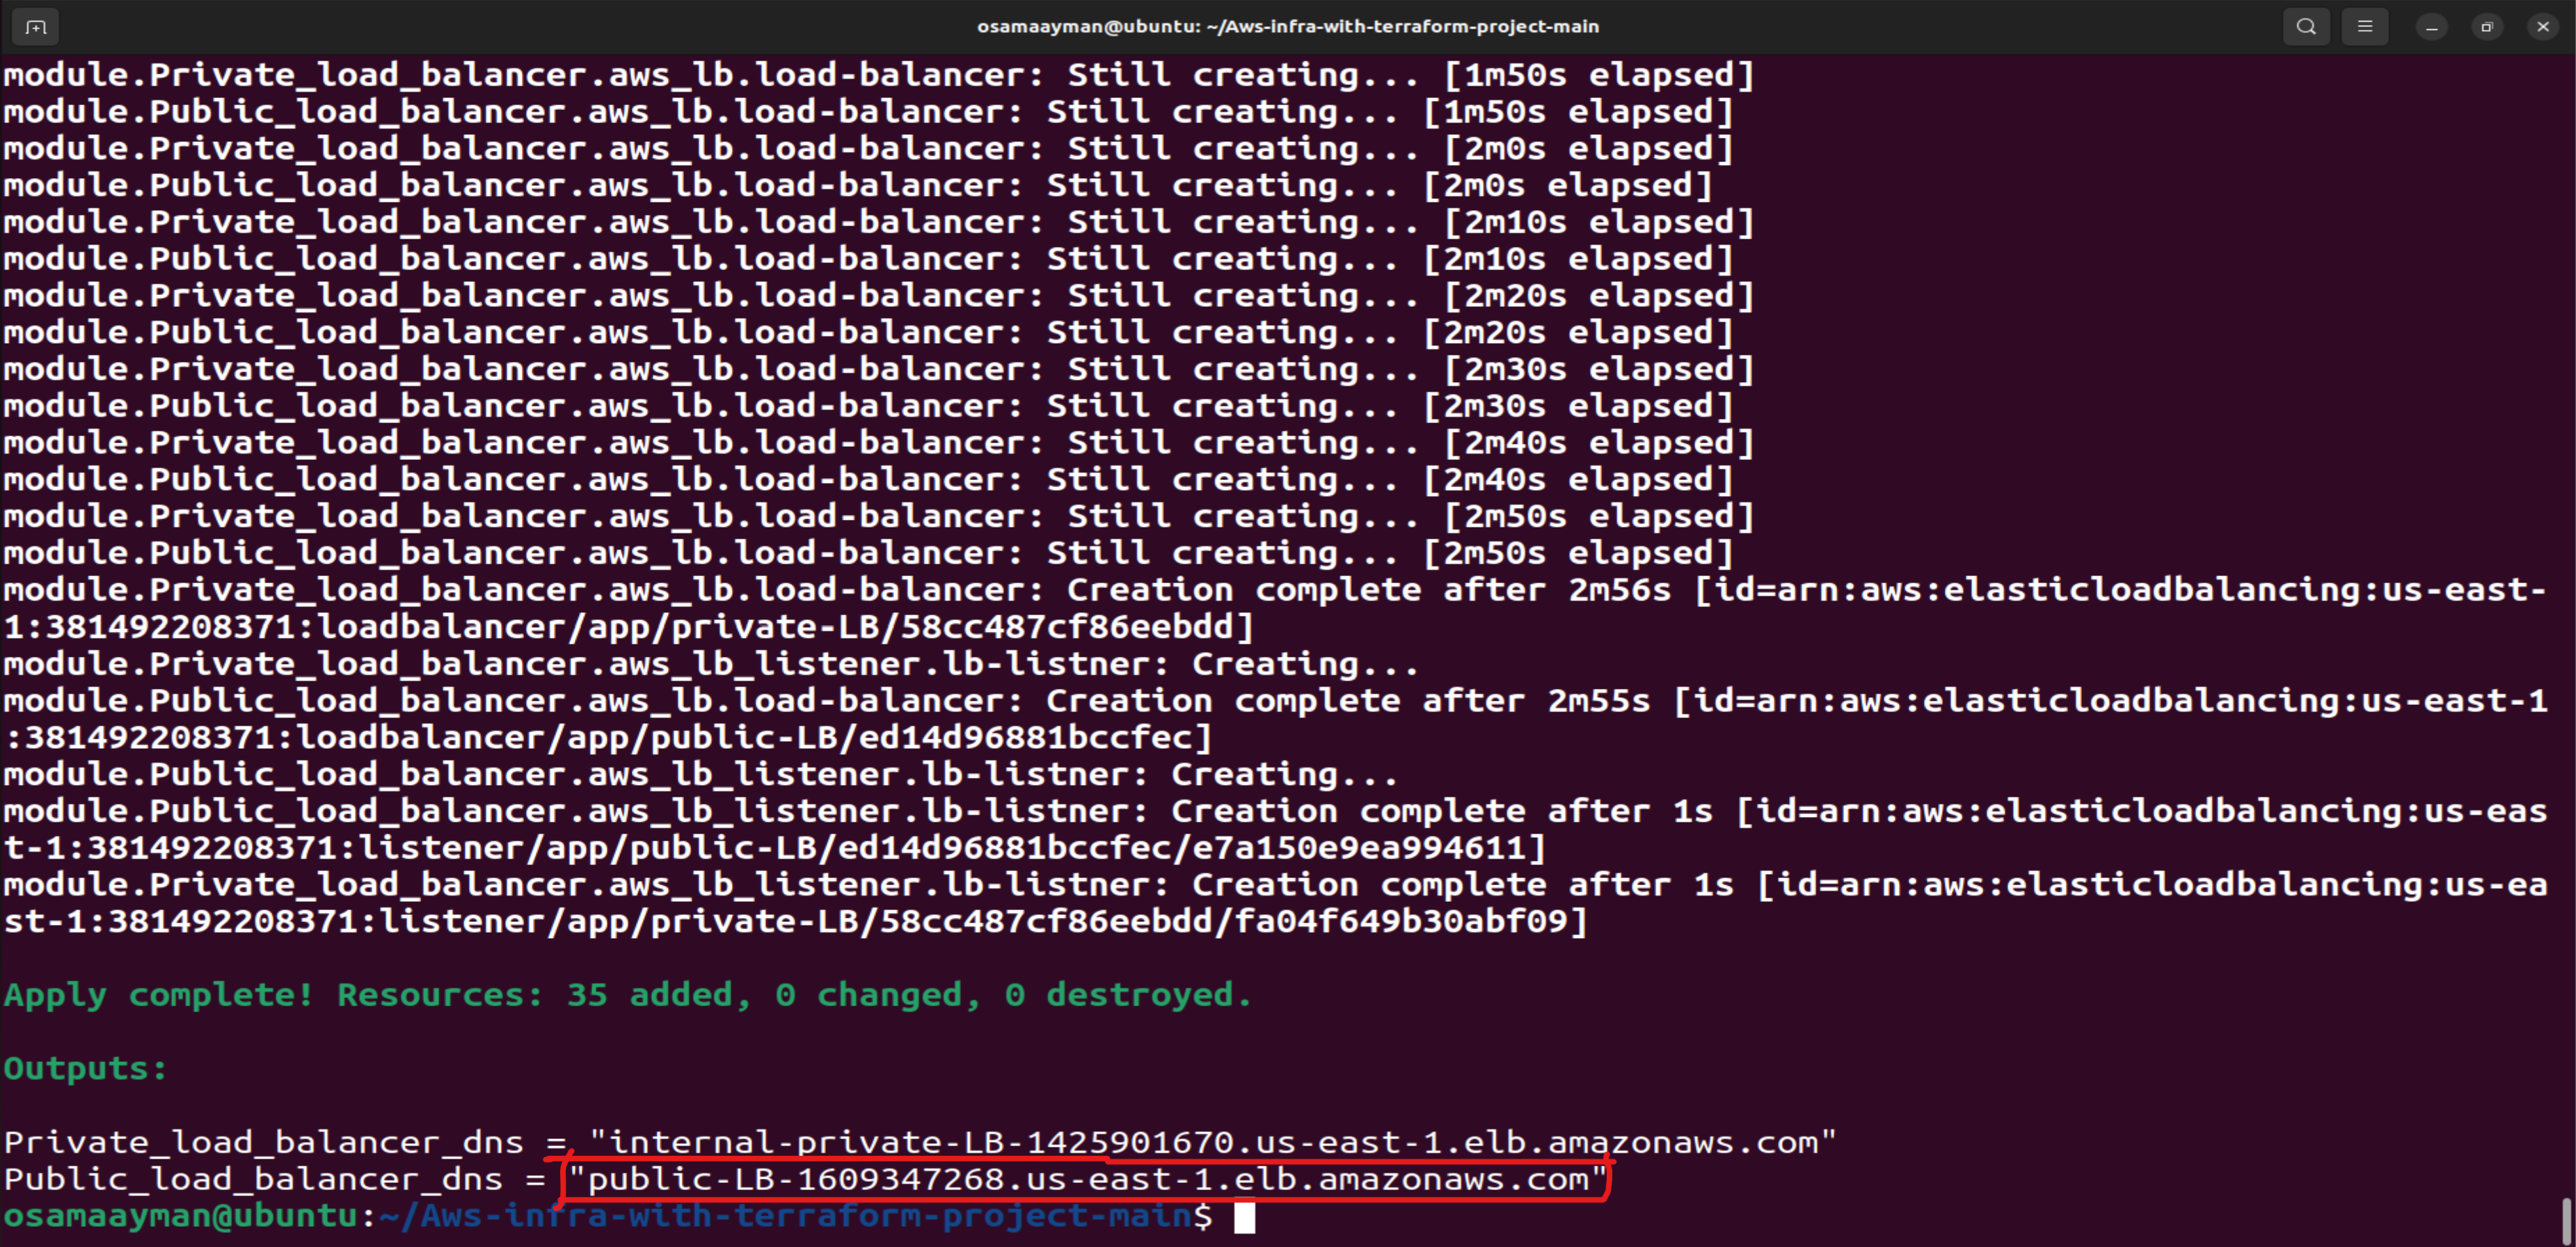 osamaayman@ubuntu: ~/Aws-infra-with-terraform-project-main
module.Private_load_balancer.aws_lb.load-balancer: Still creating... [1m50s elapsed]
module.Public_load_balancer.aws_lb.load-balancer: Still creating... [1m50s elapsed]
module.Private_load_balancer.aws_lb.load-balancer: Still creating... [2m0s elapsed]
module.Public_load_balancer.aws_lb.load-balancer: Still creating... [2m0s elapsed]
module.Private_load_balancer.aws_lb.load-balancer: Still creating... [2m10s elapsed]
module.Public_load_balancer.aws_lb.load-balancer: Still creating... [2m10s elapsed]
module.Private_load_balancer.aws_lb.load-balancer: Still creating... [2m20s elapsed]
module.Public_load_balancer.aws_lb.load-balancer: Still creating... [2m20s elapsed]
module.Private_load_balancer.aws_lb.load-balancer: Still creating... [2m30s elapsed]
module.Public_load_balancer.aws_lb.load-balancer: Still creating... [2m30s elapsed]
module.Private_load_balancer.aws_lb.load-balancer: Still creating... [2m40s elapsed]
module.Public_load_balancer.aws_lb.load-balancer: Still creating... [2m40s elapsed]
module.Private_load_balancer.aws_lb.load-balancer: Still creating... [2m50s elapsed]
module.Public_load_balancer.aws_lb.load-balancer: Still creating... [2m50s elapsed]
module.Private_load_balancer.aws_lb.load-balancer: Creation complete after 2m56s [id=arn:aws:elasticloadbalancing:us-east-
1:381492208371:loadbalancer/app/private-LB/58cc487cf86eebdd]
module.Private_load_balancer.aws_lb_listener.lb-listner: Creating...
module.Public_load_balancer.aws_lb.load-balancer: Creation complete after 2m55s [id=arn:aws:elasticloadbalancing:us-east-1
:381492208371:loadbalancer/app/public-LB/ed14d96881bccfec]
module.Public_load_balancer.aws_lb_listener.lb-listner: Creating...
module.Public_load_balancer.aws_lb_listener.lb-listner: Creation complete after 1s [id=arn:aws:elasticloadbalancing:us-eas
t-1:381492208371:listener/app/public-LB/ed14d96881bccfec/e7a150e9ea994611]
module.Private_load_balancer.aws_lb_listener.lb-listner: Creation complete after 1s [id=arn:aws:elasticloadbalancing:us-ea
st-1:381492208371:listener/app/private-LB/58cc487cf86eebdd/fa04f649b30abf09]
Apply complete! Resources: 35 added, 0 changed, 0 destroyed.
Outputs:
Private_load_balancer_dns = "internal-private-LB-1425901670.us-east-1.elb.amazonaws.com"
Public_load_balancer_dns = "public-LB-1609347268.us-east-1.elb.amazonaws.com"
osamaayman@ubuntu:~/Aws-infra-with-terraform-project-main$